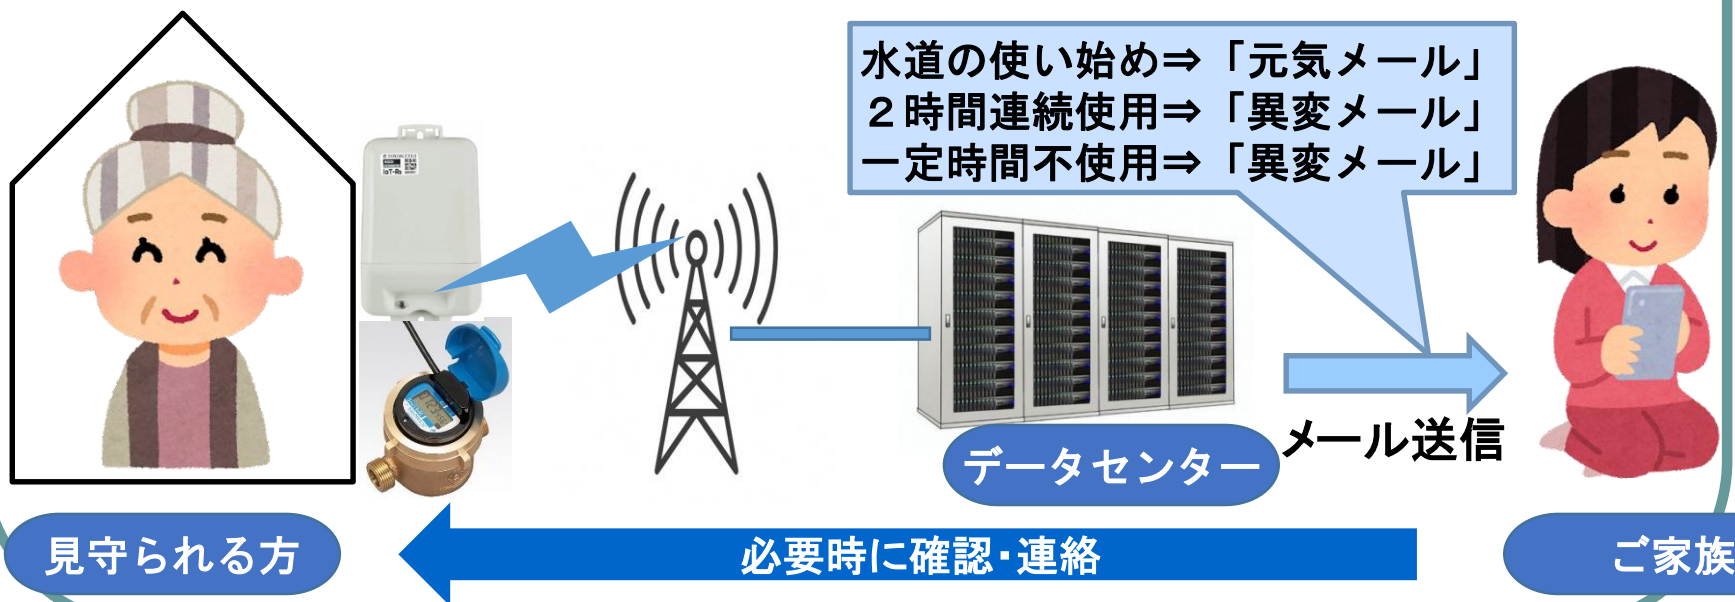 水道の使い始め⇒「元気メール」
２時間連続使用⇒「異変メール」
一定時間不使用⇒「異変メール」
IoT-R
データセンター
メール送信
見守られる方
必要時に確認・連絡
ご家族